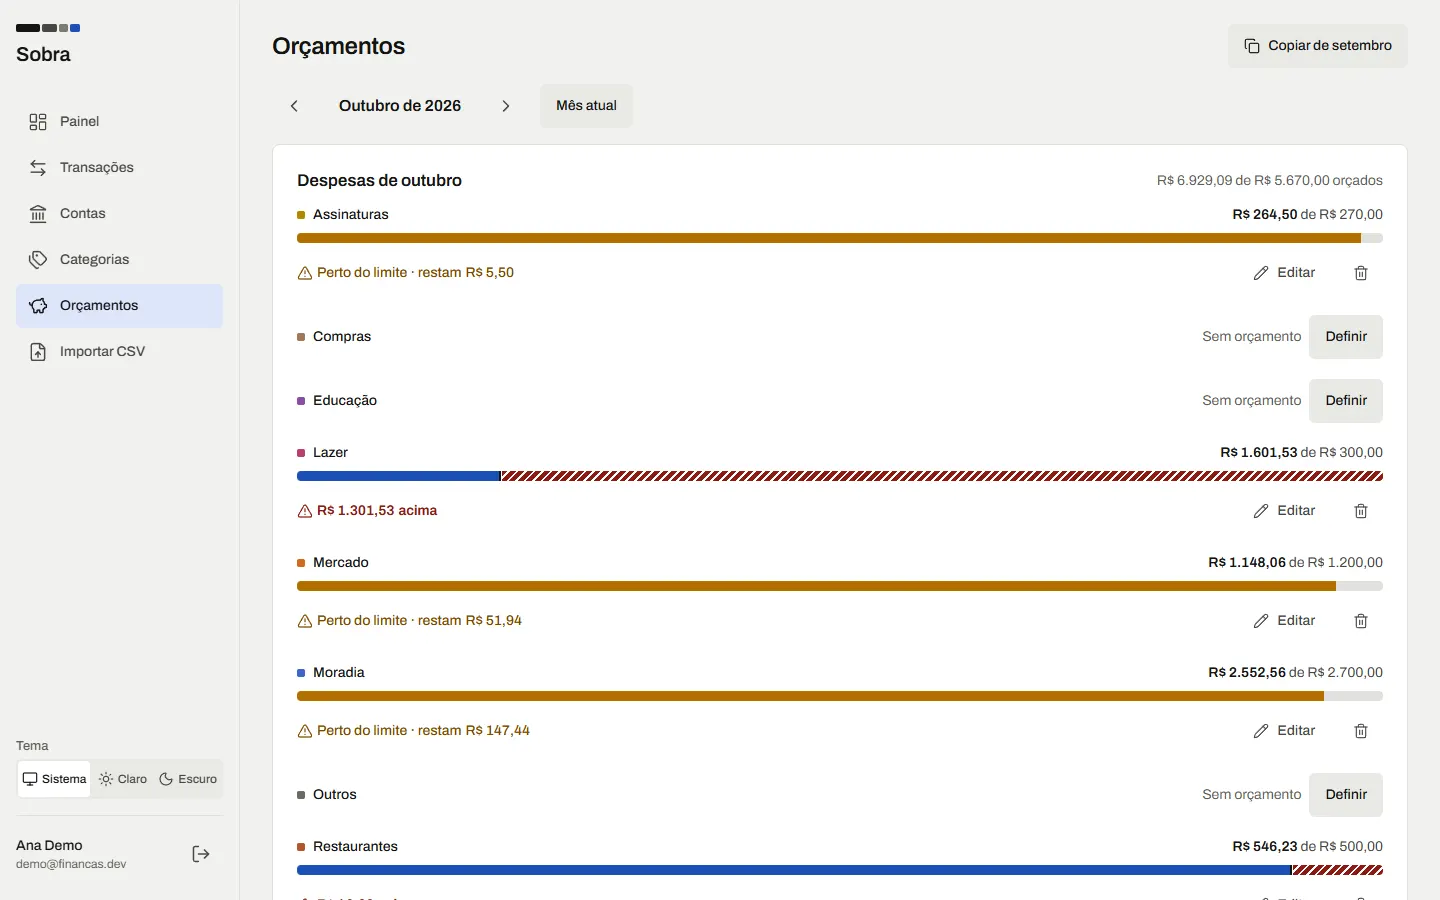 Sobra
Painel
Transações
Contas
Categorias
Orçamentos
Importar CSV
Tema
Sistema Claro Escuro
Ana Demo
demo@financas.dev
Orçamentos
Copiar de setembro
Outubro de 2026
Mês atual
Despesas de outubro
R$ 6.929,09 de R$ 5.670,00 orçados
Assinaturas
R$ 264,50 de R$ 270,00
Perto do limite · restam R$ 5,50
Editar
Compras
Sem orçamento
Definir
Educação
Sem orçamento
Definir
Lazer
R$ 1.601,53 de R$ 300,00
R$ 1.301,53 acima
Editar
Mercado
R$ 1.148,06 de R$ 1.200,00
Perto do limite · restam R$ 51,94
Editar
Moradia
R$ 2.552,56 de R$ 2.700,00
Perto do limite · restam R$ 147,44
Editar
Outros
Sem orçamento
Definir
Restaurantes
R$ 546,23 de R$ 500,00